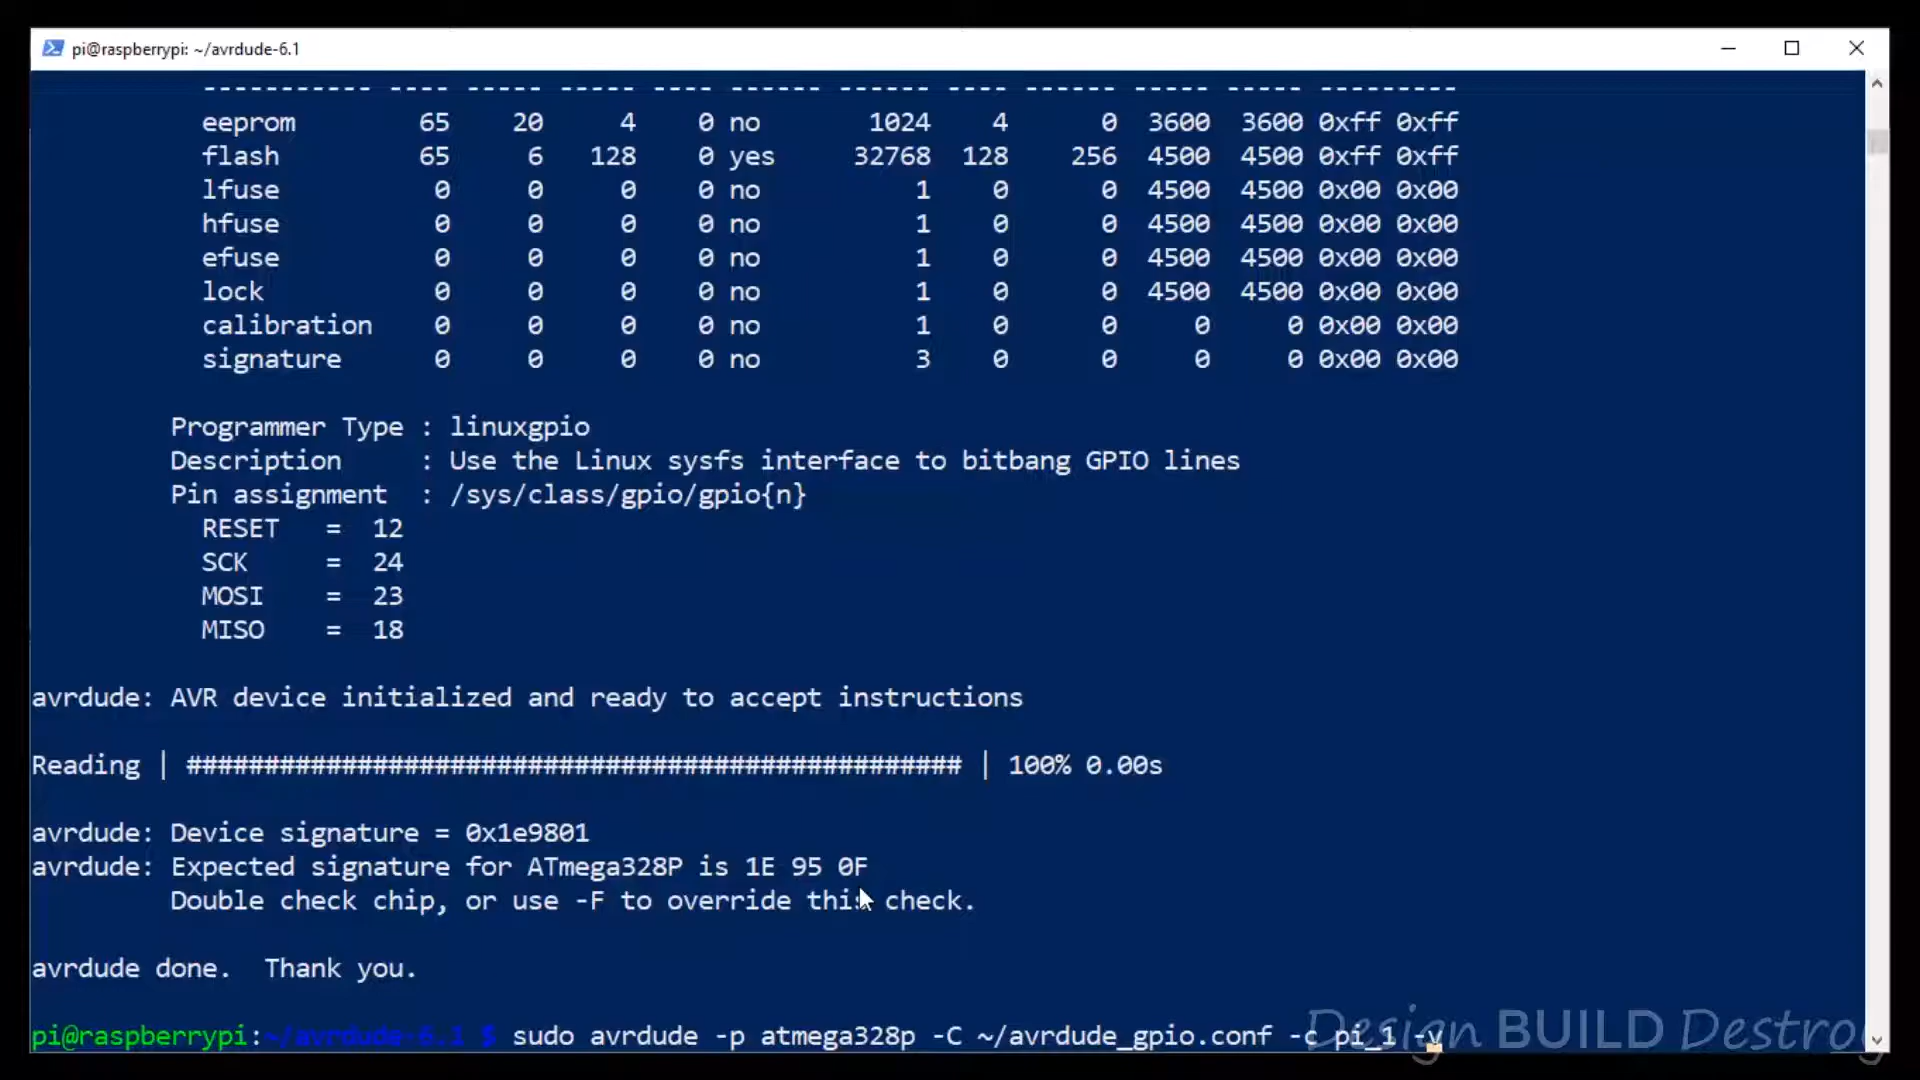 pi@raspberrypi: ~/avrdude-6.1
----------- ---- ----- ----- ---- ------ ------ ---- ------ ----- ----- ---------
eeprom 65 20 4 0 no 1024 4 0 3600 3600 0xff 0xff
flash 65 6 128 0 yes 32768 128 256 4500 4500 0xff 0xff
lfuse 0 0 0 0 no 1 0 0 4500 4500 0x00 0x00
hfuse 0 0 0 0 no 1 0 0 4500 4500 0x00 0x00
efuse 0 0 0 0 no 1 0 0 4500 4500 0x00 0x00
lock 0 0 0 0 no 1 0 0 4500 4500 0x00 0x00
calibration 0 0 0 0 no 1 0 0 0 0 0x00 0x00
signature 0 0 0 0 no 3 0 0 0 0 0x00 0x00
Programmer Type : linuxgpio
Description : Use the Linux sysfs interface to bitbang GPIO lines
Pin assignment : /sys/class/gpio/gpio{n}
RESET = 12
SCK = 24
MOSI = 23
MISO = 18
avrdude: AVR device initialized and ready to accept instructions
Reading | ################################################## | 100% 0.00s
avrdude: Device signature = 0x1e9801
avrdude: Expected signature for ATmega328P is 1E 95 0F
Double check chip, or use -F to override this check.
avrdude done. Thank you.
pi@raspberrypi:~/avrdude-6.1 $ sudo avrdude -p atmega328p -C ~/avrdude_gpio.conf -c pi_1 -v
Design BUILD Destroy